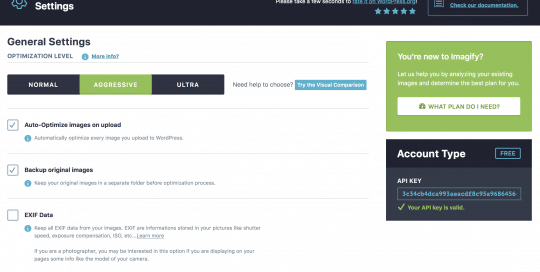 Settings
Please take a few seconds to rate it on WordPress.org!
Check our documentation.
General Settings
OPTIMIZATION LEVEL More info?
NORMAL AGGRESSIVE ULTRA Need help to choose? Try the Visual Comparison
Auto-Optimize images on upload
Automatically optimize every image you upload to WordPress.
Backup original images
Keep your original images in a separate folder before optimization process.
EXIF Data
Keep all EXIF data from your images. EXIF are informations stored in your pictures like shutter
speed, exposure compensation, ISO, etc...Learn more
If you are a photographer, you may be interested in this option if you are displaying on your
pages some info like the model of your camera.
You're new to Imagify?
Let us help you by analyzing your existing
images and determine the best plan for you.
WHAT PLAN DO I NEED?
Account Type FREE
API KEY
Your API key is valid.